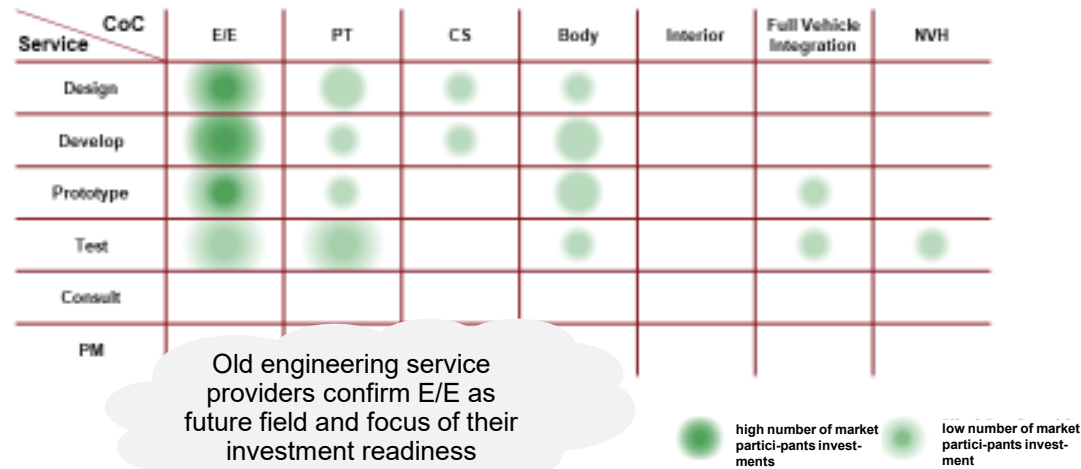 CoC
Service
E/E
PT
CS
Body
Interior
Full Vehicle
Integration
NVH
Design
Develop
Prototype
Test
Consult
PM
Old engineering service
providers confirm E/E as
future field and focus of their
investment readiness
high number of market
partici-pants invest-
ments
low number of market
partici-pants invest-
ment